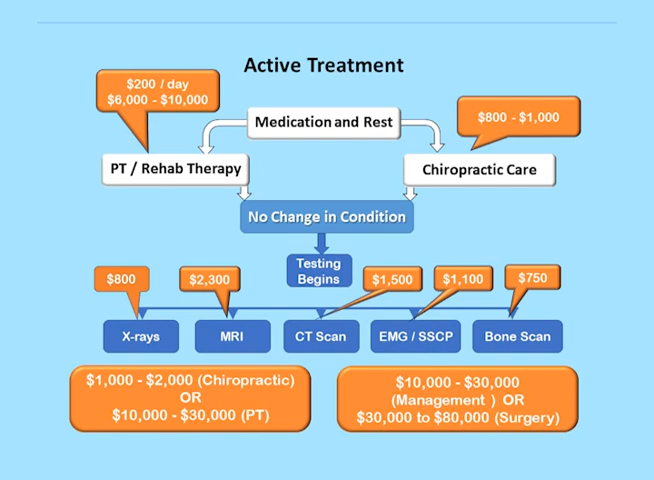 Active Treatment
$200 / day
$6,000 - $10,000
Medication and Rest
$800 - $1,000
PT / Rehab Therapy
Chiropractic Care
No Change in Condition
Testing
Begins
$800
$2,300
$1,500
$1,100
$750
X-rays
MRI
CT Scan
EMG / SSCP
Bone Scan
$1,000 - $2,000 (Chiropractic)
OR
$10,000 - $30,000 (PT)
$10,000 - $30,000
(Management ) OR
$30,000 to $80,000 (Surgery)